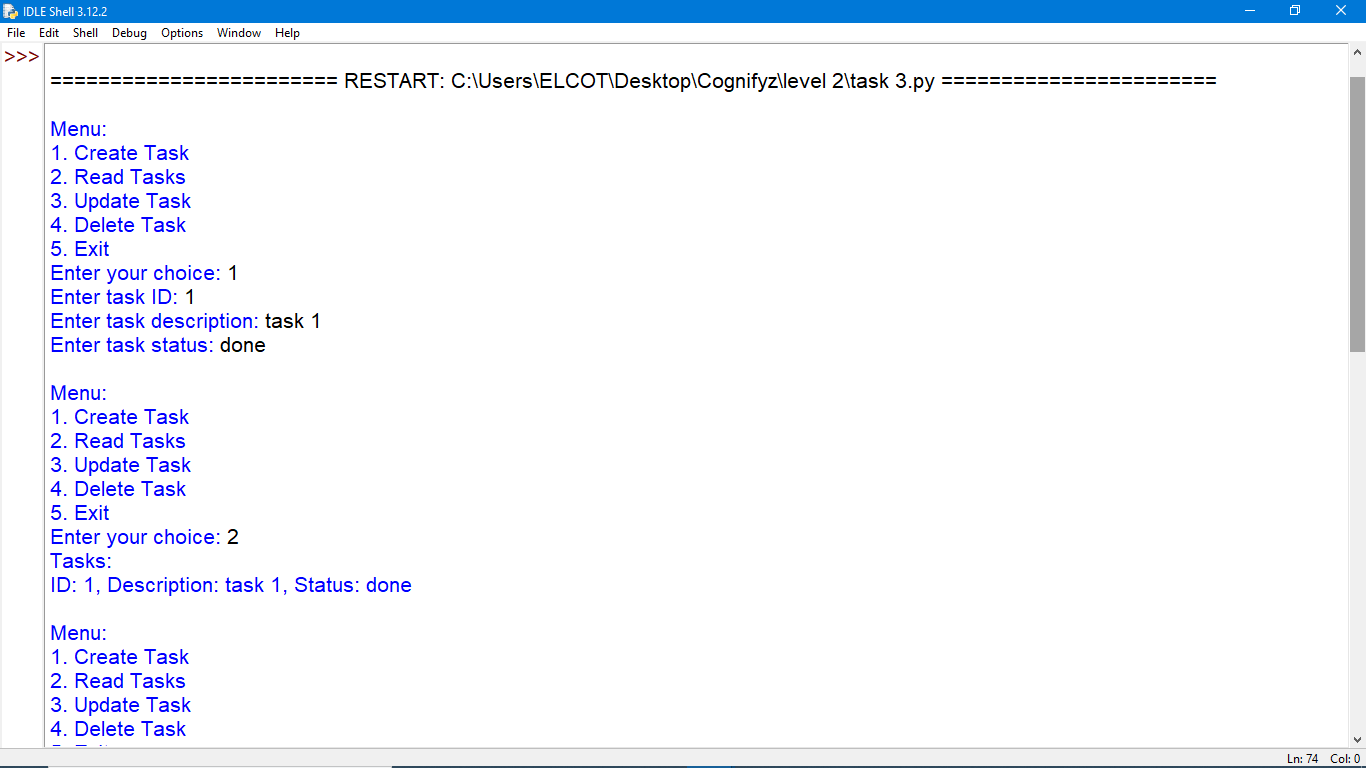 IDLE Shell 3.12.2
File Edit Shell Debug Options Window Help
>>>
======================== RESTART: C:\Users\ELCOT\Desktop\Cognifyz\level 2\task 3.py =======================
Menu:
1. Create Task
2. Read Tasks
3. Update Task
4. Delete Task
5. Exit
Enter your choice: 1
Enter task ID: 1
Enter task description: task 1
Enter task status: done
Menu:
1. Create Task
2. Read Tasks
3. Update Task
4. Delete Task
5. Exit
Enter your choice: 2
Tasks:
ID: 1, Description: task 1, Status: done
Menu:
1. Create Task
2. Read Tasks
3. Update Task
4. Delete Task
Ln: 74 Col: 0